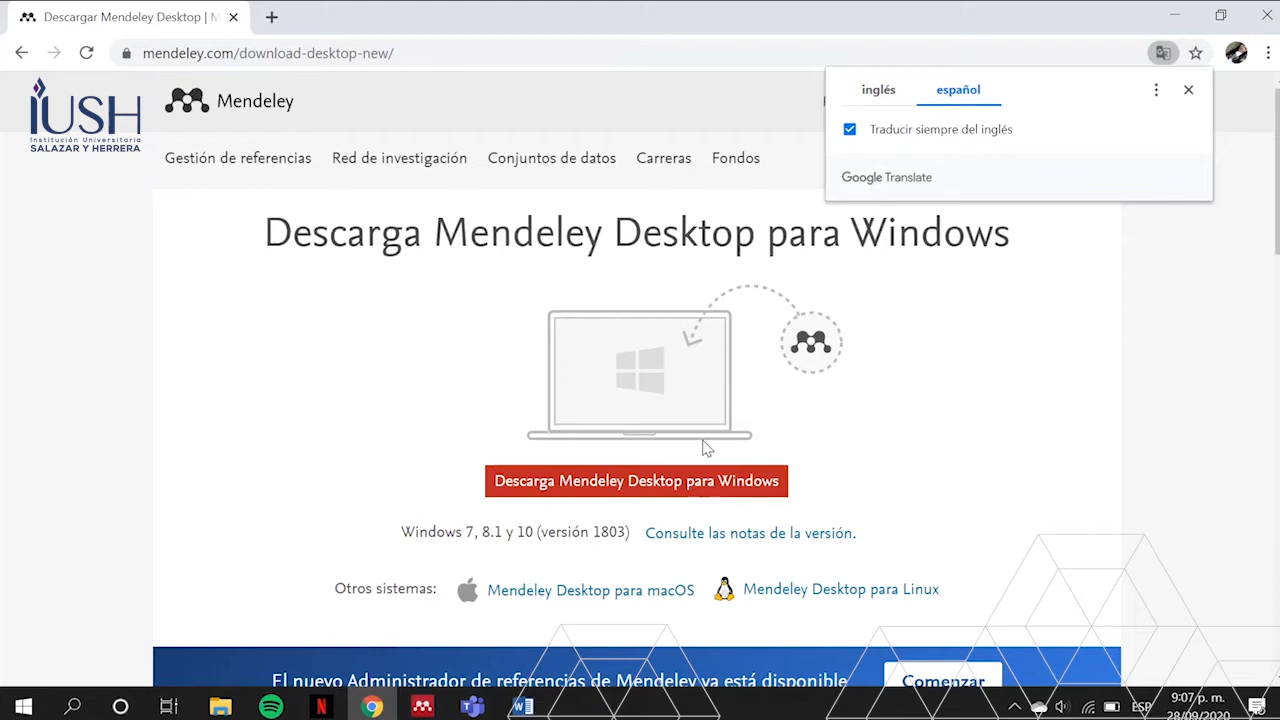 Descargar Mendeley Desktop | M
mendeley.com/download-desktop-new/
IUSH
Institución Universitaria
SALAZAR Y HERRERA
Mendeley
inglés
español
Traducir siempre del inglés
Google Translate
Gestión de referencias
Red de investigación
Conjuntos de datos
Carreras
Fondos
Descarga Mendeley Desktop para Windows
Descarga Mendeley Desktop para Windows
Windows 7, 8.1 y 10 (versión 1803) Consulte las notas de la versión.
Otros sistemas: Mendeley Desktop para macOS Mendeley Desktop para Linux
El nuevo Administrador de referencias de Mendeley ya está disponible
Comenzar
ESP
9:07 p. m.
28/09/2020